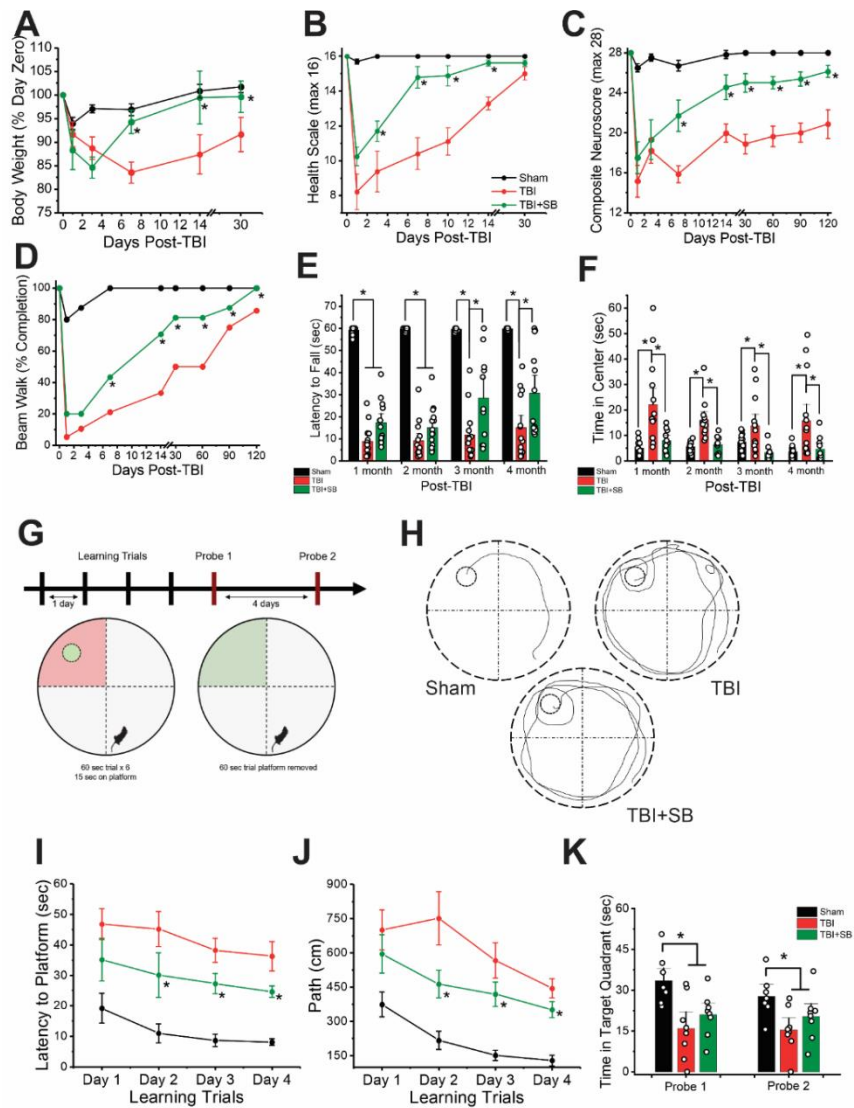 A
Body Weight (% Day Zero)
110
105
100
95
90
85
80
75
0 2 4 6 8 10 12 14 30
Days Post-TBI
*
*
B
Health Scale (max 16)
16
14
12
10
8
0 2 4 6 8 10 12 14 30
Days Post-TBI
Sham
TBI
TBI+SB
*
*
*
*
C
Composite Neuroscore (max 28)
28
24
20
16
12
0 2 4 6 8 10 12 14 30 60 90 120
Days Post-TBI
*
*
*
*
*
*
D
Beam Walk (% Completion)
100
80
60
40
20
0
0 2 4 6 8 10 12 14 30 60 90 120
Days Post-TBI
*
*
*
*
*
*
E
Latency to Fall (sec)
80
70
60
50
40
30
20
10
0
* * * * * *
1 month 2 month 3 month 4 month
Post-TBI
Sham
TBI
TBI+SB
F
Time in Center (sec)
60
50
40
30
20
10
0
* * * * * * * *
1 month 2 month 3 month 4 month
Post-TBI
Sham
TBI
TBI+SB
G
Learning Trials Probe 1 Probe 2
1 day 4 days
60 sec trial x 6
15 sec on platform
60 sec trial platform removed
H
Sham
TBI
TBI+SB
I
Latency to Platform (sec)
60
50
40
30
20
10
0
* * *
Day 1 Day 2 Day 3 Day 4
Learning Trials
J
Path (cm)
900
750
600
450
300
150
* * *
Day 1 Day 2 Day 3 Day 4
Learning Trials
K
Time in Target Quadrant (sec)
60
45
30
15
0
Sham
TBI
TBI+SB
* *
Probe 1 Probe 2